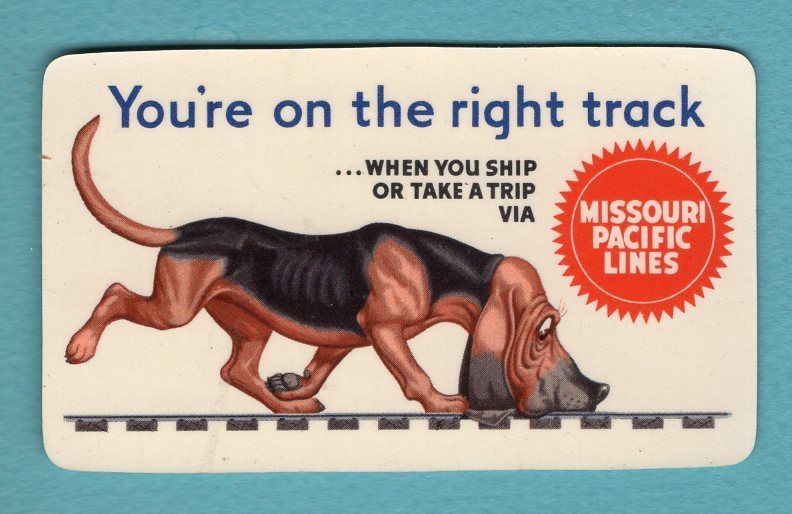 You're on the right track
...WHEN YOU SHIP
OR TAKE A TRIP
VIA
MISSOURI
PACIFIC
LINES